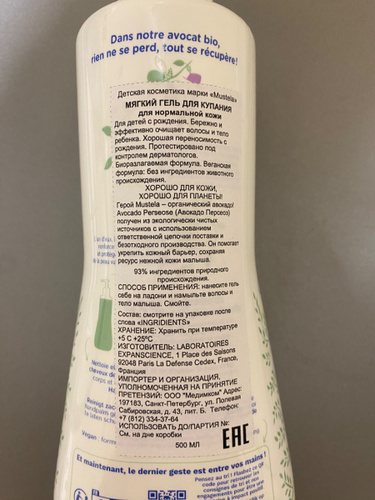 Dans notre avocat bio,
rien ne se perd, tout se récupère!
Детская косметика марки «Mustela»
МЯГКИЙ ГЕЛЬ ДЛЯ КУПАНИЯ
для нормальной кожи
Для детей с рождения. Бережно и
эффективно очищает волосы и тело
ребенка. Хорошая переносимость с
рождения. Протестировано под
контролем дерматологов.
Биоразлагаемая формула. Веганская
формула: без ингредиентов животного
происхождения.
ХОРОШО ДЛЯ КОЖИ,
ХОРОШО ДЛЯ ПЛАНЕТЫ!
Герой Mustela – органический авокадо!
Avocado Perseose (Авокадо Персеоз)
получен из экологически чистых
источников с использованием
ответственной цепочки поставки и
безотходного производства. Он помогает
укрепить кожный барьер, сохраняя
ресурс нежной кожи малыша.
93% ингредиентов природного
происхождения.
СПОСОБ ПРИМЕНЕНИЯ: нанесите гель
себе на ладони и намыльте волосы и
тело малыша. Смойте.
Состав: смотрите на упаковке после
слова «INGRIDIENTS»
ХРАНЕНИЕ: Хранить при температуре
+5 С +25°С
ИЗГОТОВИТЕЛЬ: LABORATOIRES
EXPANSCIENCE, 1 Place des Saisons
92048 Paris La Defense Cedex, France,
Франция
ИМПОРТЕР И ОРГАНИЗАЦИЯ,
УПОЛНОМОЧЕННАЯ НА ПРИНЯТИЕ
ПРЕТЕНЗИЙ: ООО "Медимком" Адрес:
197183, Санкт-Петербург, ул. Полевая
Сабировская, д. 43, лит. Б. Телефон:
+7 (812) 334-37-64
ИСПОЛЬЗОВАТЬ ДО/ПАРТИЯ №:
См. на дне коробки
500 МЛ
EAC
Vegan
Et maintenant, le dernier geste est entre vos mains !